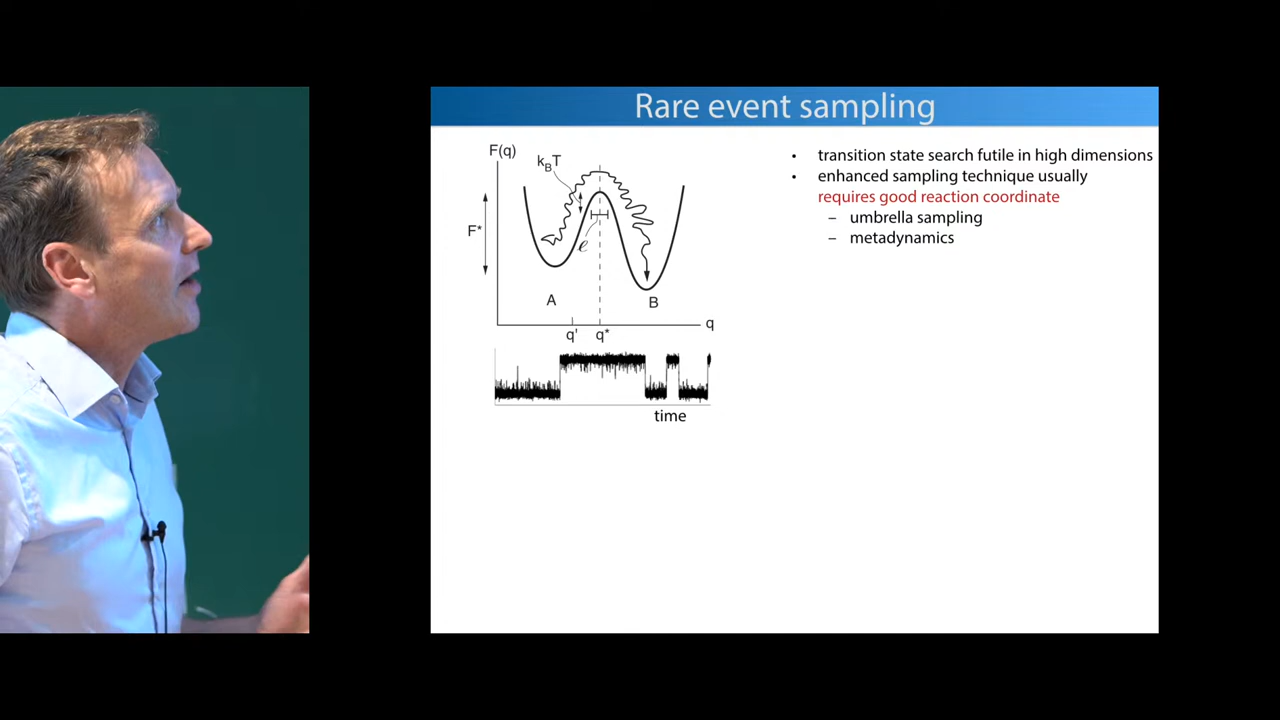 Rare event sampling
F(q)
k_BT
F*
ℓ
A
B
q' q*
q
time
• transition state search futile in high dimensions
• enhanced sampling technique usually
requires good reaction coordinate
– umbrella sampling
– metadynamics